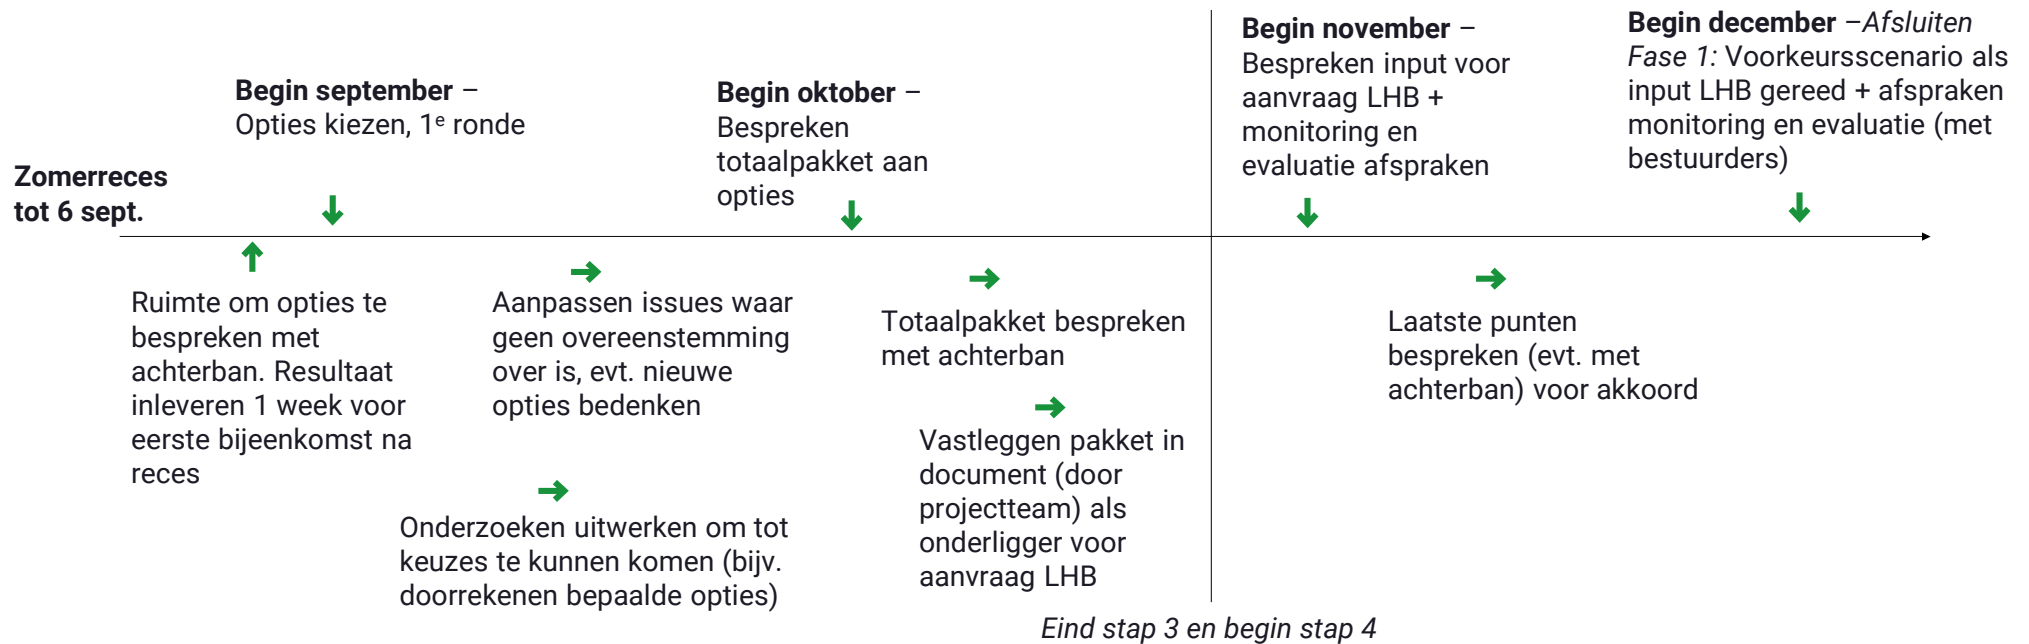 Zomerreces
tot 6 sept.
Begin september –
Opties kiezen, 1e ronde
Begin oktober –
Bespreken
totaalpakket aan
opties
Begin november –
Bespreken input voor
aanvraag LHB +
monitoring en
evaluatie afspraken
Begin december –Afsluiten
Fase 1: Voorkeursscenario als
input LHB gereed + afspraken
monitoring en evaluatie (met
bestuurders)
Ruimte om opties te
bespreken met
achterban. Resultaat
inleveren 1 week voor
eerste bijeenkomst na
reces
Aanpassen issues waar
geen overeenstemming
over is, evt. nieuwe
opties bedenken
Onderzoeken uitwerken om tot
keuzes te kunnen komen (bijv.
doorrekenen bepaalde opties)
Totaalpakket bespreken
met achterban
Vastleggen pakket in
document (door
projectteam) als
onderligger voor
aanvraag LHB
Laatste punten
bespreken (evt. met
achterban) voor akkoord
Eind stap 3 en begin stap 4